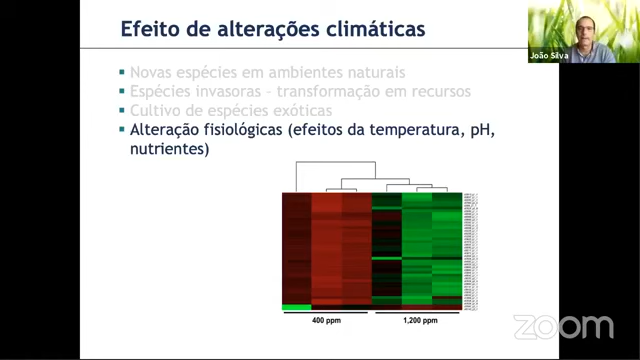 Efeito de alterações climáticas
João Silva
Novas espécies em ambientes naturais
Espécies invasoras - transformação em recursos
Cultivo de espécies exóticas
Alteração fisiológicas (efeitos da temperatura, pH,
nutrientes)
400 ppm
1,200 ppm
zoom